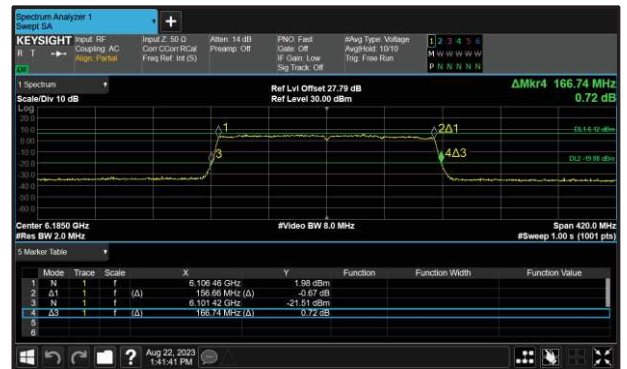 Spectrum Analyzer 1
Swept SA
+
KEYSIGHT Input: RF Input Z: 50 Ω Atten: 14 dB PNO: Fast #Avg Type: Voltage 1 2 3 4 5 6
R T Coupling: AC Corr CCorr RCal Preamp: Off Gate: Off Avg|Hold: 10/10 M W W W W W
Align: Partial Freq Ref: Int (S) IF Gain: Low Trig: Free Run P N N N N N
Sig Track: Off
1 Spectrum Ref Lvl Offset 27.79 dB ΔMkr4 166.74 MHz
Scale/Div 10 dB Ref Level 30.00 dBm 0.72 dB
Log
20.0
10.0
0.00
-10.0
-20.0
-30.0
-40.0
-50.0
-60.0
1
2Δ1
3
4Δ3
DL1 6.12 dBm
DL2 -19.88 dBm
Center 6.1850 GHz #Video BW 8.0 MHz Span 420.0 MHz
#Res BW 2.0 MHz #Sweep 1.00 s (1001 pts)
5 Marker Table
Mode Trace Scale X Y Function Function Width Function Value
1 N 1 f 6.106 46 GHz 1.98 dBm
2 Δ1 1 f (Δ) 156.66 MHz (Δ) -0.67 dB
3 N 1 f 6.101 42 GHz -21.51 dBm
4 Δ3 1 f (Δ) 166.74 MHz (Δ) 0.72 dB
5
6
? Aug 22, 2023
1:41:41 PM